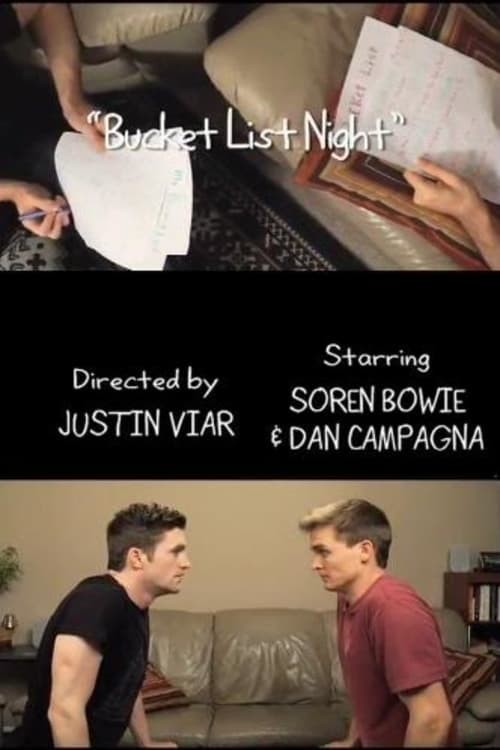 "Bucket List Night"
Directed by
JUSTIN VIAR
Starring
SOREN BOWIE
& DAN CAMPAGNA